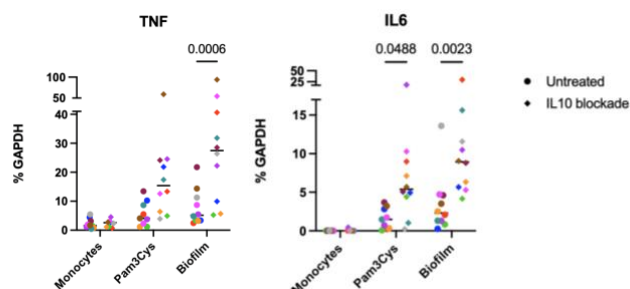 TNF
0.0006
% GAPDH
100
50
40
30
20
10
0
Monocytes
Pam3Cys
Biofilm
IL6
0.0488
0.0023
% GAPDH
50
25
15
10
5
0
Monocytes
Pam3Cys
Biofilm
Untreated
IL10 blockade